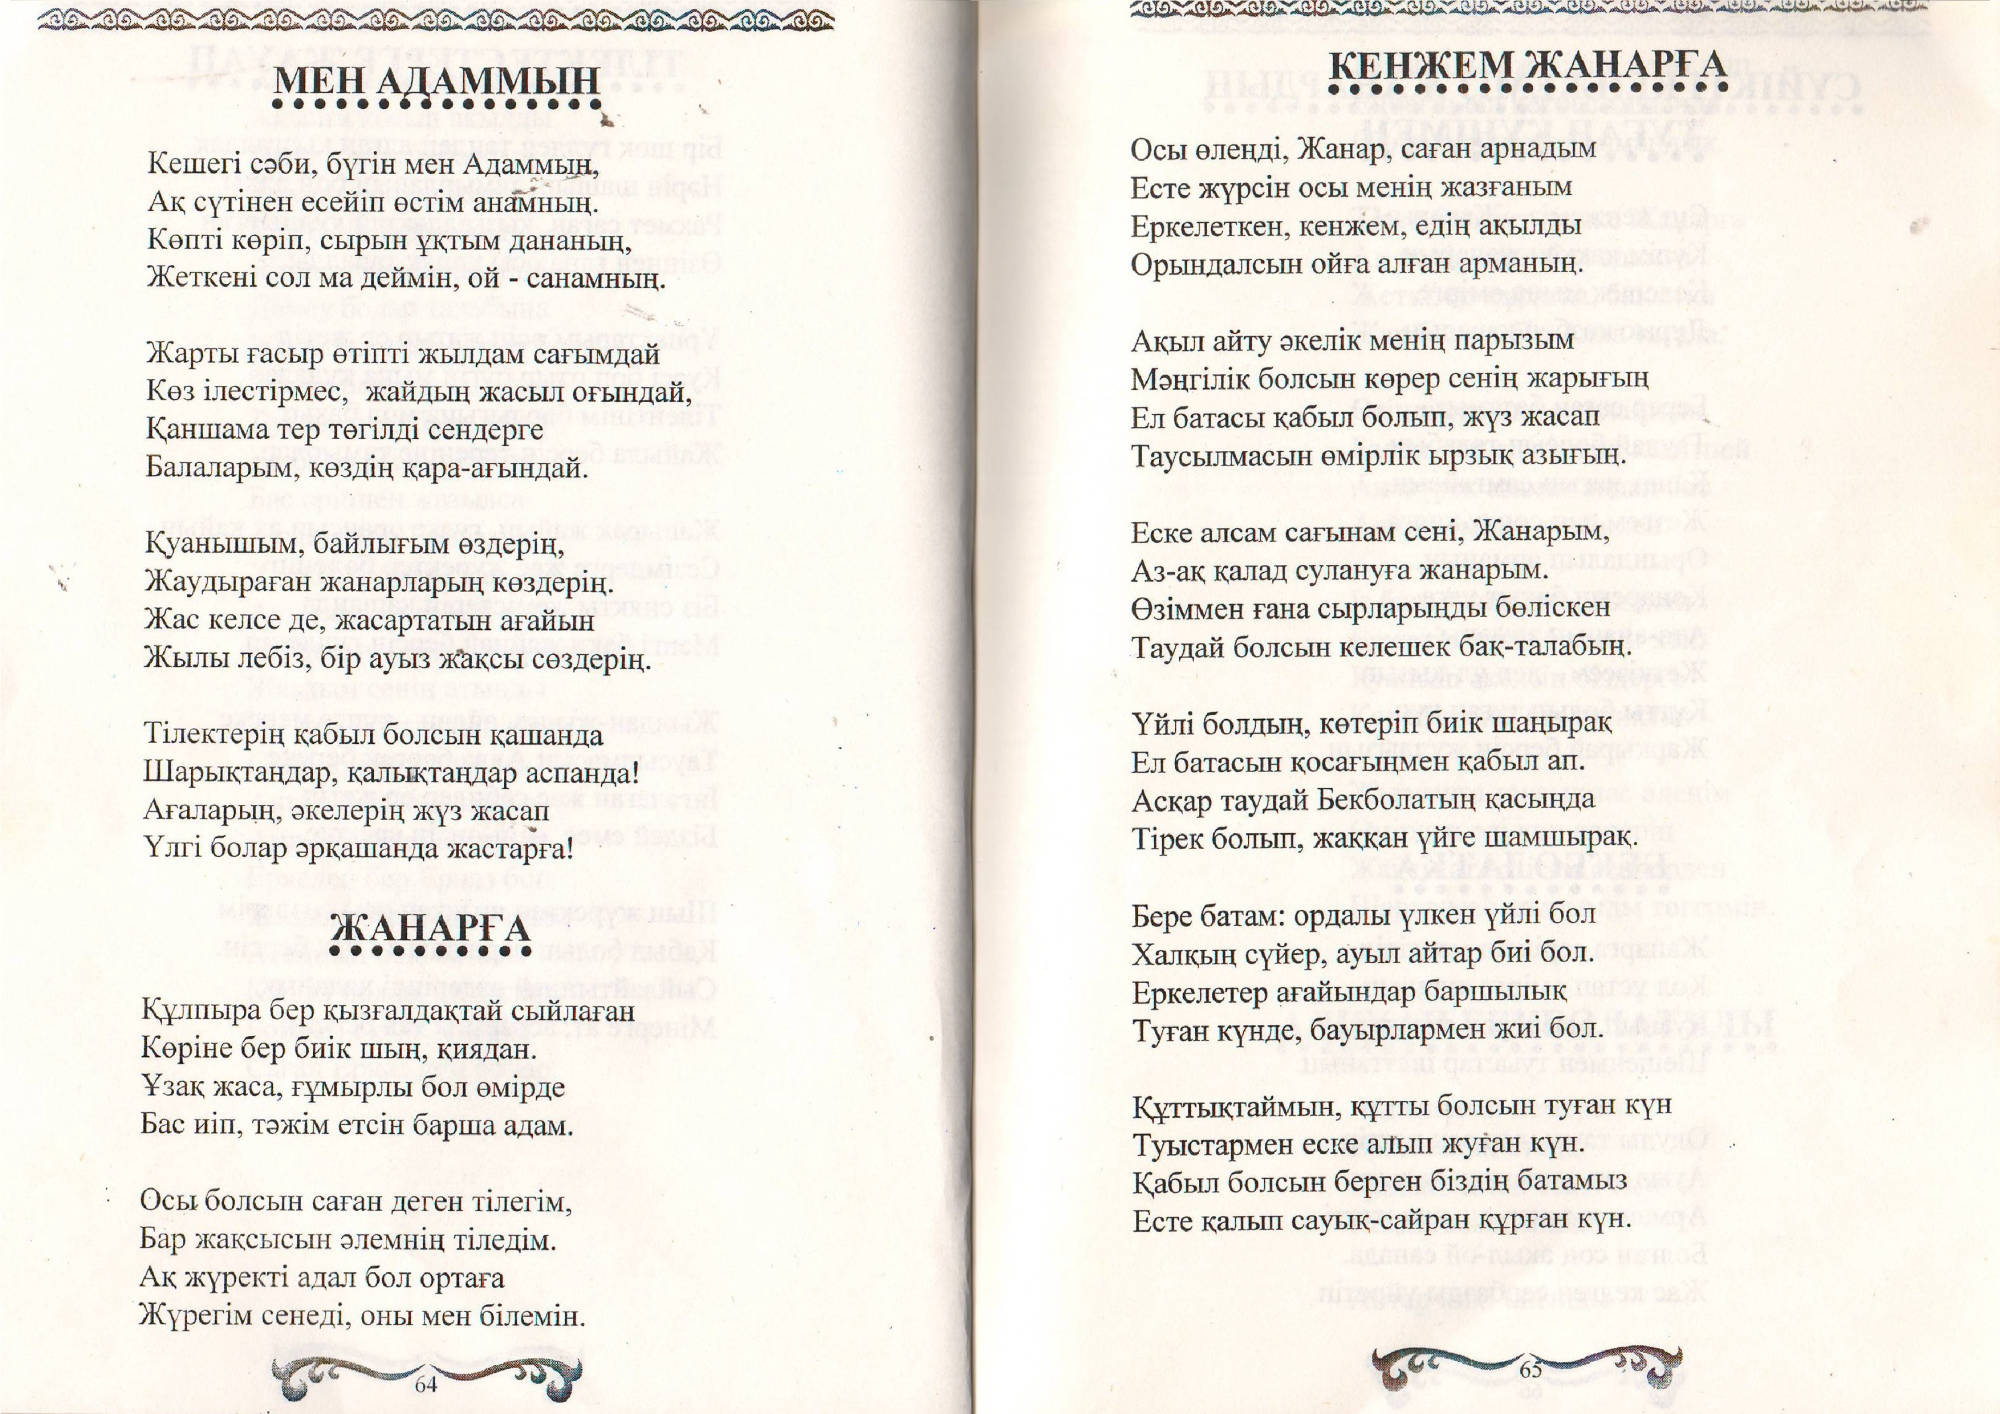 МЕН АДАММЫН
Кешегі сәби, бүгін мен Адаммың,
Ақ сүтінен есейіп өстім анамның.
Көпті көріп, сырын ұқтым дананың,
Жеткені сол ма деймін, ой - санамның.
Жарты ғасыр өтіпті жылдам сағымдай
Көз ілестірмес, жайдың жасыл оғындай,
Қаншама тер төгілді сендерге
Балаларым, көздің қара-ағындай.
Қуанышым, байлығым өздерің,
Жаудыраған жанарларың көздерің.
Жас келсе де, жасартатын ағайын
Жылы лебіз, бір ауыз жақсы сөздерің.
Тілектерің қабыл болсын қашанда
Шарықтаңдар, қалықтаңдар аспанда!
Ағаларың, әкелерің жүз жасап
Үлгі болар әрқашанда жастарға!
ЖАНАРҒА
Құлпыра бер қызғалдақтай сыйлаған
Көріне бер биік шың, қиядан.
Ұзақ жаса, ғұмырлы бол өмірде
Бас иіп, тәжім етсін барша адам.
Осы болсын саған деген тілегім,
Бар жақсысын әлемнің тіледім.
Ақ жүректі адал бол ортаға
Жүрегім сенеді, оны мен білемін.
64
КЕНЖЕМ ЖАНАРҒА
Осы өлеңді, Жанар, саған арнадым
Есте жүрсін осы менің жазғаным
Еркелеткен, кенжем, едің ақылды
Орындалсын ойға алған арманың.
Ақыл айту әкелік менің парызым
Мәңгілік болсын көрер сенің жарығың
Ел батасы қабыл болып, жүз жасап
Таусылмасын өмірлік ырзық азығың.
Еске алсам сағынам сені, Жанарым,
Аз-ақ қалад сулануға жанарым.
Өзіммен ғана сырларыңды бөліскен
Таудай болсын келешек бақ-талабың.
Үйлі болдың, көтеріп биік шаңырақ
Ел батасын қосағыңмен қабыл ап.
Асқар таудай Бекболатың қасыңда
Тірек болып, жаққан үйге шамшырақ.
Бере батам: ордалы үлкен үйлі бол
Халқың сүйер, ауыл айтар биі бол.
Еркелетер ағайындар баршылық
Туған күнде, бауырлармен жиі бол.
Құттықтаймын, құтты болсын туған күн
Туыстармен еске алып жуған күн.
Қабыл болсын берген біздің батамыз
Есте қалып сауық-сайран құрған күн.
65